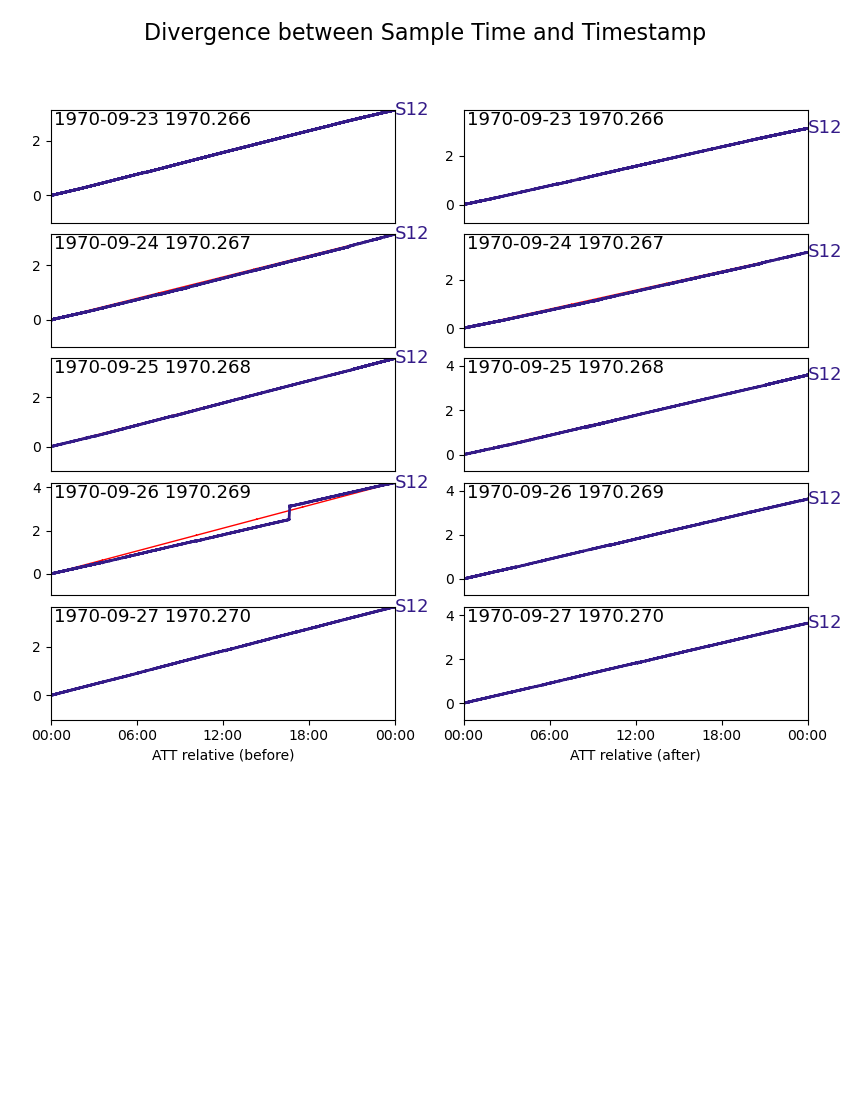 Divergence between Sample Time and Timestamp
1970-09-23 1970.266
S12
2
0
1970-09-23 1970.266
S12
2
0
1970-09-24 1970.267
S12
2
0
1970-09-24 1970.267
S12
2
0
1970-09-25 1970.268
S12
2
0
1970-09-25 1970.268
S12
4
2
0
1970-09-26 1970.269
S12
4
2
0
1970-09-26 1970.269
S12
4
2
0
1970-09-27 1970.270
S12
2
0
00:00 06:00 12:00 18:00 00:00
ATT relative (before)
1970-09-27 1970.270
S12
4
2
0
00:00 06:00 12:00 18:00 00:00
ATT relative (after)